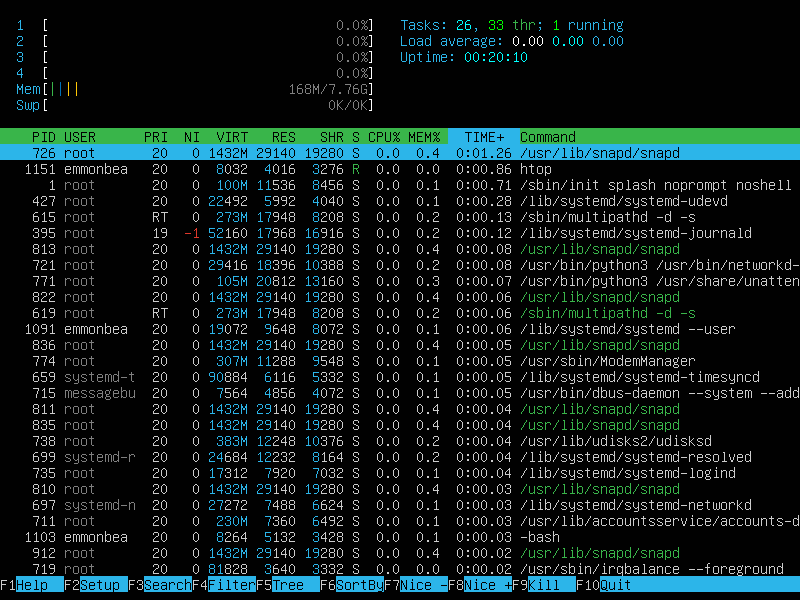 1 [ 0.0%] Tasks: 26, 33 thr; 1 running
2 [ 0.0%] Load average: 0.00 0.00 0.00
3 [ 0.0%] Uptime: 00:20:10
4 [ 0.0%]
Mem[|||| 168M/7.76G]
Swp[ 0K/0K]
PID USER PRI NI VIRT RES SHR S CPU% MEM% TIME+ Command
726 root 20 0 1432M 29140 19280 S 0.0 0.4 0:01.26 /usr/lib/snapd/snapd
1151 emmonbea 20 0 8032 4016 3276 R 0.0 0.0 0:00.86 htop
1 root 20 0 100M 11536 8456 S 0.0 0.1 0:00.71 /sbin/init splash noprompt noshell
427 root 20 0 22492 5992 4040 S 0.0 0.1 0:00.28 /lib/systemd/systemd-udevd
615 root RT 0 273M 17948 8208 S 0.0 0.2 0:00.13 /sbin/multipathd -d -s
395 root 19 -1 52160 17968 16916 S 0.0 0.2 0:00.12 /lib/systemd/systemd-journald
813 root 20 0 1432M 29140 19280 S 0.0 0.4 0:00.08 /usr/lib/snapd/snapd
721 root 20 0 29416 18396 10388 S 0.0 0.2 0:00.08 /usr/bin/python3 /usr/bin/networkd-
771 root 20 0 105M 20812 13160 S 0.0 0.3 0:00.07 /usr/bin/python3 /usr/share/unatten
822 root 20 0 1432M 29140 19280 S 0.0 0.4 0:00.06 /usr/lib/snapd/snapd
619 root RT 0 273M 17948 8208 S 0.0 0.2 0:00.06 /sbin/multipathd -d -s
1091 emmonbea 20 0 19072 9648 8072 S 0.0 0.1 0:00.06 /lib/systemd/systemd --user
836 root 20 0 1432M 29140 19280 S 0.0 0.4 0:00.05 /usr/lib/snapd/snapd
774 root 20 0 307M 11288 9548 S 0.0 0.1 0:00.05 /usr/sbin/ModemManager
659 systemd-t 20 0 90884 6116 5332 S 0.0 0.1 0:00.05 /lib/systemd/systemd-timesyncd
715 messagebu 20 0 7564 4856 4072 S 0.0 0.1 0:00.05 /usr/bin/dbus-daemon --system --add
811 root 20 0 1432M 29140 19280 S 0.0 0.4 0:00.04 /usr/lib/snapd/snapd
835 root 20 0 1432M 29140 19280 S 0.0 0.4 0:00.04 /usr/lib/snapd/snapd
738 root 20 0 383M 12248 10376 S 0.0 0.2 0:00.04 /usr/lib/udisks2/udisksd
699 systemd-r 20 0 24684 12232 8164 S 0.0 0.2 0:00.04 /lib/systemd/systemd-resolved
735 root 20 0 17312 7920 7032 S 0.0 0.1 0:00.04 /lib/systemd/systemd-logind
810 root 20 0 1432M 29140 19280 S 0.0 0.4 0:00.03 /usr/lib/snapd/snapd
697 systemd-n 20 0 27272 7488 6624 S 0.0 0.1 0:00.03 /lib/systemd/systemd-networkd
711 root 20 0 230M 7360 6492 S 0.0 0.1 0:00.03 /usr/lib/accountsservice/accounts-d
1103 emmonbea 20 0 8264 5132 3428 S 0.0 0.1 0:00.03 -bash
912 root 20 0 1432M 29140 19280 S 0.0 0.4 0:00.02 /usr/lib/snapd/snapd
719 root 20 0 81828 3640 3360 S 0.0 0.0 0:00.02 /usr/sbin/irqbalance --foreground
F1Help F2Setup F3SearchF4FilterF5Tree F6SortByF7Nice -F8Nice +F9Kill F10Quit